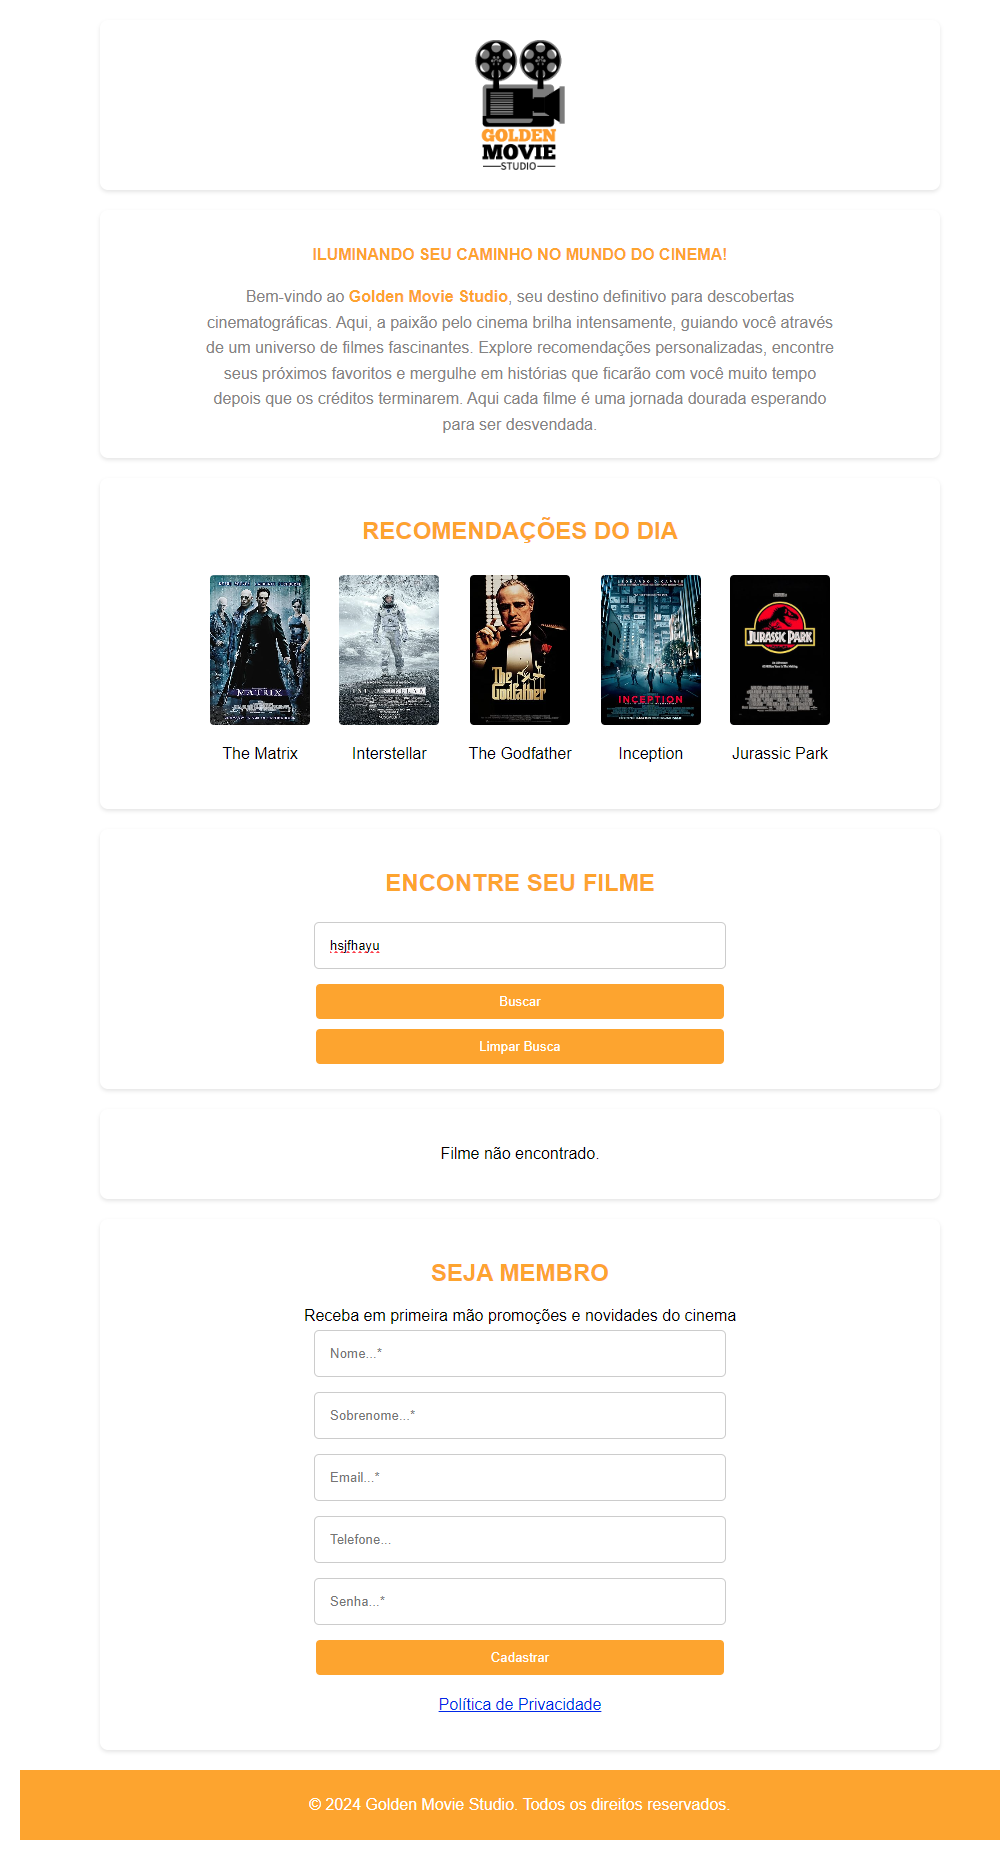 GOLDEN
MOVIE
STUDIO
ILUMINANDO SEU CAMINHO NO MUNDO DO CINEMA!
Bem-vindo ao Golden Movie Studio, seu destino definitivo para descobertas
cinematográficas. Aqui, a paixão pelo cinema brilha intensamente, guiando você através
de um universo de filmes fascinantes. Explore recomendações personalizadas, encontre
seus próximos favoritos e mergulhe em histórias que ficarão com você muito tempo
depois que os créditos terminarem. Aqui cada filme é uma jornada dourada esperando
para ser desvendada.
RECOMENDAÇÕES DO DIA
MATRIX
INTERSTELLAR
The Godfather
INCEPTION
JURASSIC PARK
The Matrix
Interstellar
The Godfather
Inception
Jurassic Park
ENCONTRE SEU FILME
hsjfhayu
Buscar
Limpar Busca
Filme não encontrado.
SEJA MEMBRO
Receba em primeira mão promoções e novidades do cinema
Nome...*
Sobrenome...*
Email...*
Telefone...
Senha...*
Cadastrar
Política de Privacidade
© 2024 Golden Movie Studio. Todos os direitos reservados.